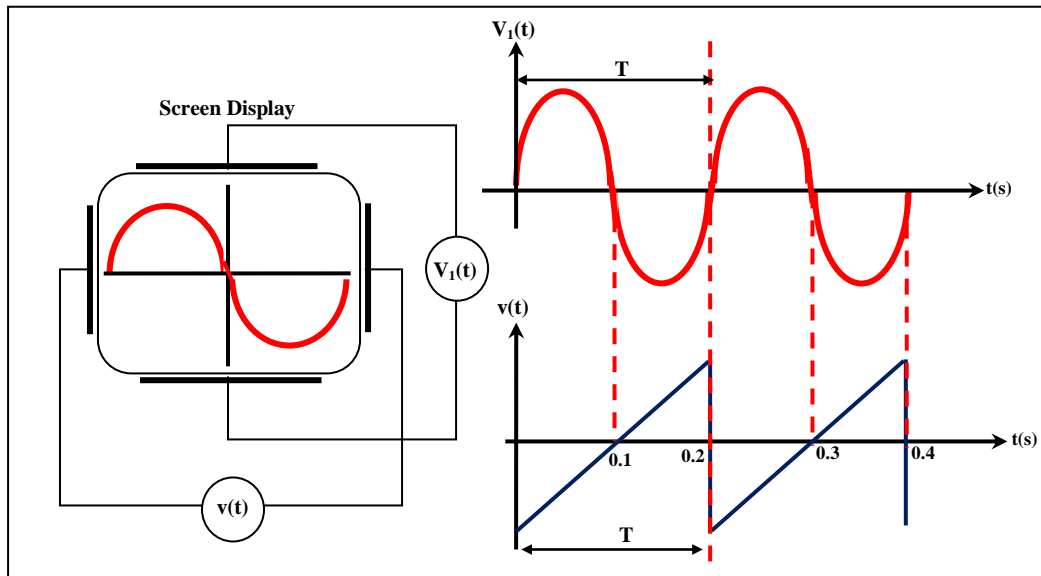 V1(t)
T
Screen Display
t(s)
V1(t)
v(t)
t(s)
0.1
0.2
0.3
0.4
v(t)
T